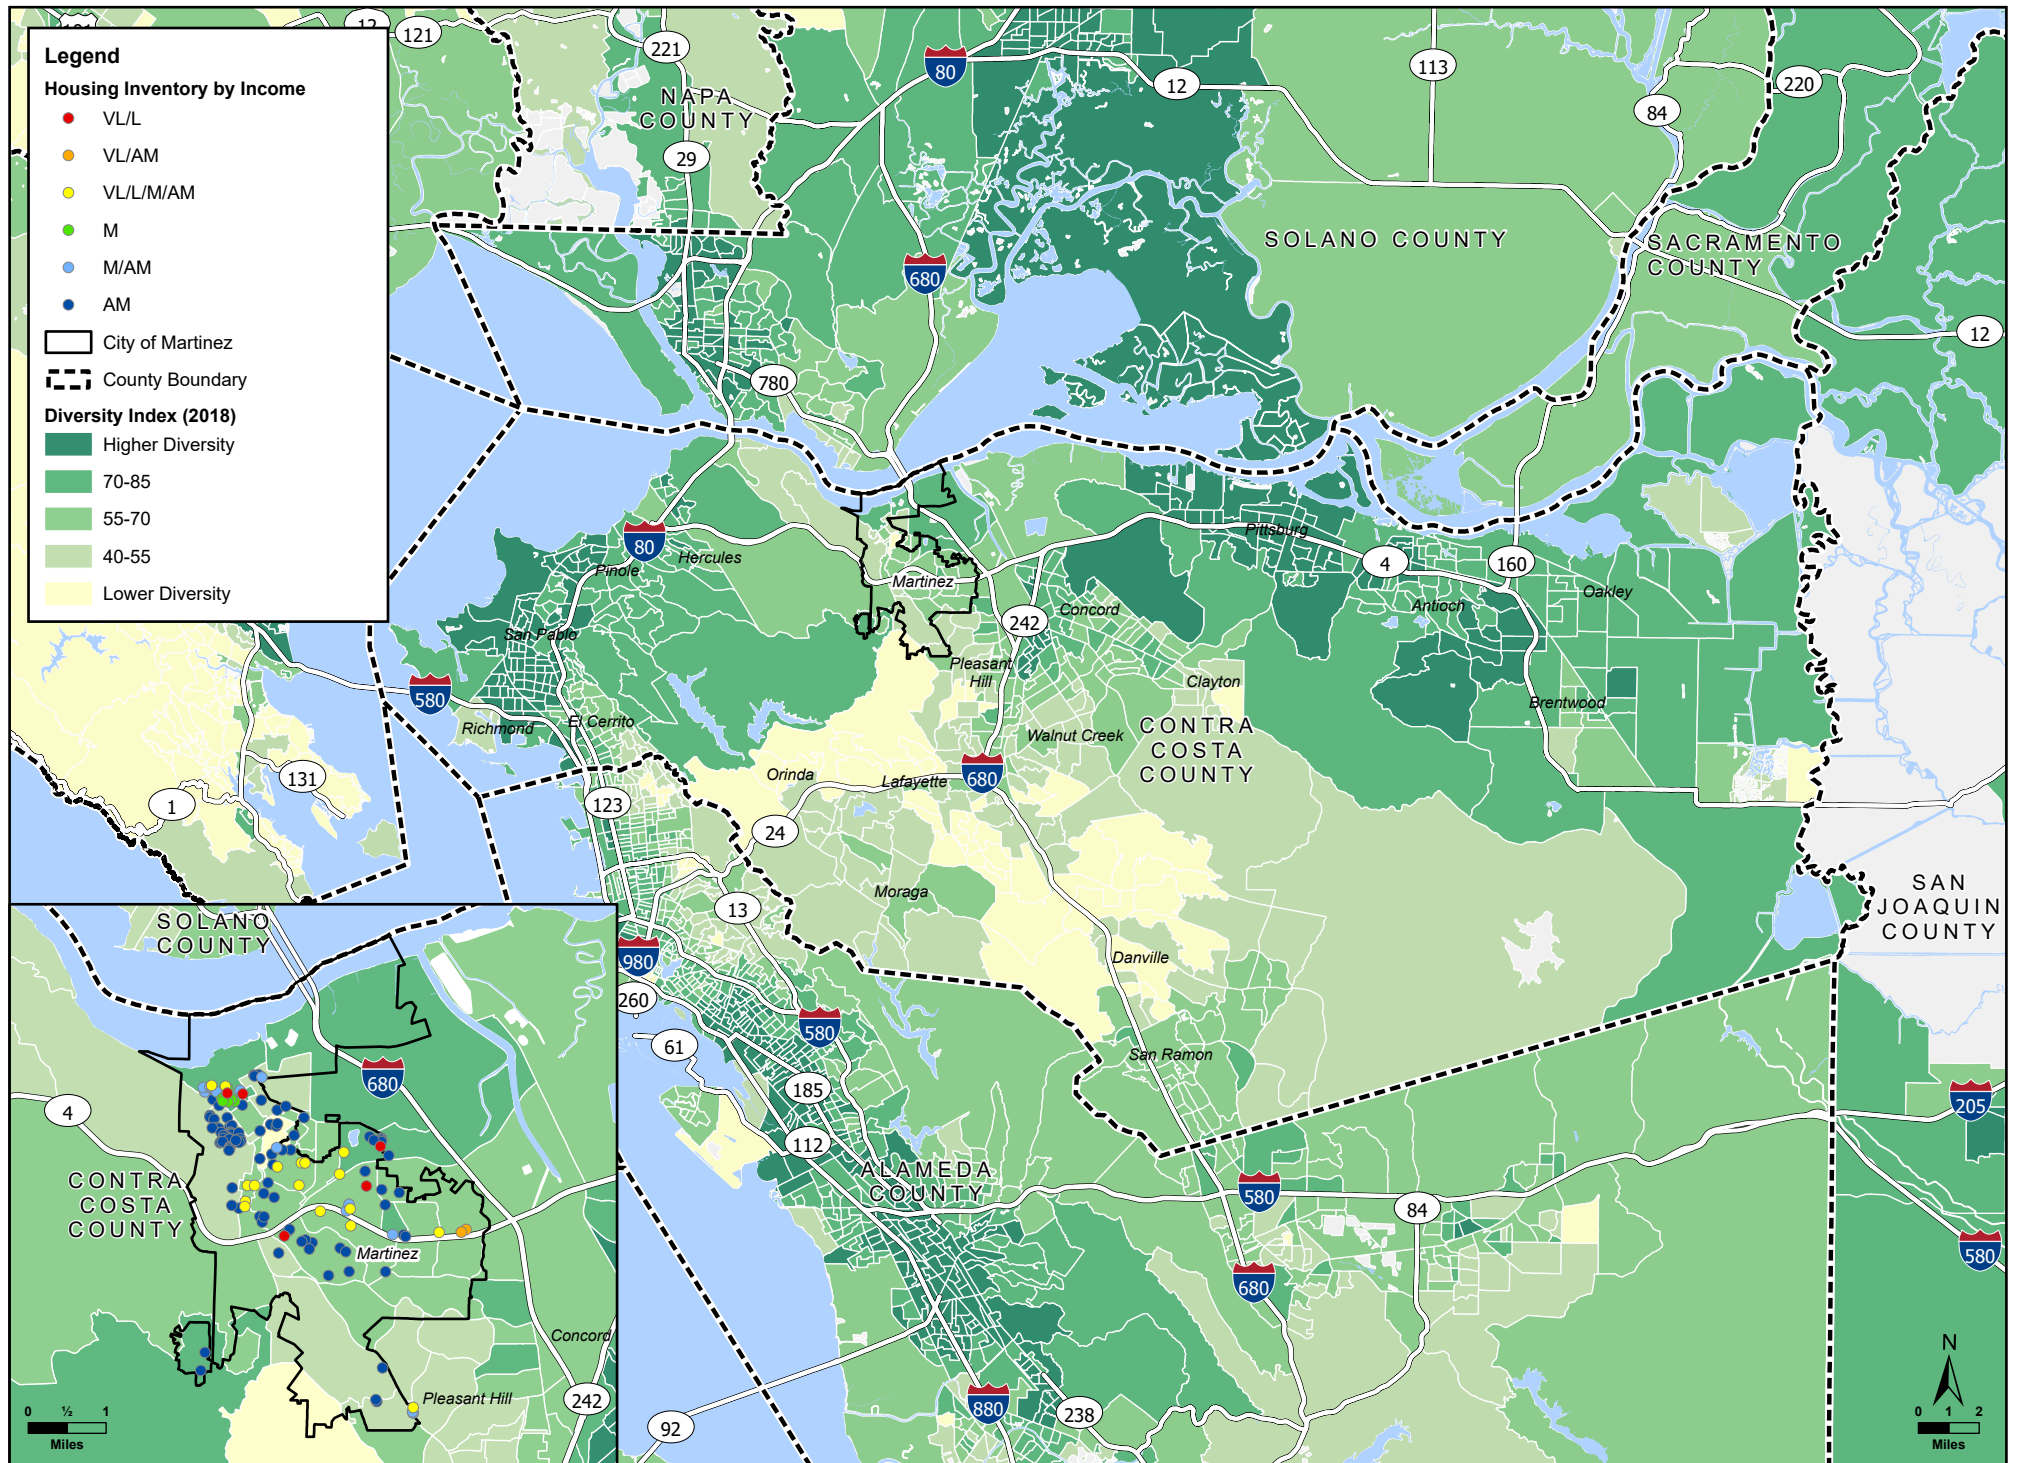 Legend
Housing Inventory by Income
VL/L
VL/AM
VL/L/M/AM
M
M/AM
AM
City of Martinez
County Boundary
Diversity Index (2018)
Higher Diversity
70-85
55-70
40-55
Lower Diversity
12
121
221
80
12
113
84
220
NAPA
COUNTY
29
680
SOLANO COUNTY
SACRAMENTO
COUNTY
12
780
80
Hercules
Pinole
Martinez
Pittsburg
4
160
Oakley
Antioch
Concord
242
San Pablo
Pleasant
Hill
Clayton
580
Richmond
El Cerrito
Walnut Creek
CONTRA
COSTA
COUNTY
Brentwood
Orinda
Lafayette
680
131
1
123
24
Moraga
13
SAN
JOAQUIN
COUNTY
980
Danville
260
580
61
San Ramon
185
205
112
ALAMEDA
COUNTY
580
84
580
680
880
238
92
N
0 1 2
Miles
SOLANO
COUNTY
680
4
CONTRA
COSTA
COUNTY
Martinez
Concord
Pleasant Hill
242
0 ½ 1
Miles